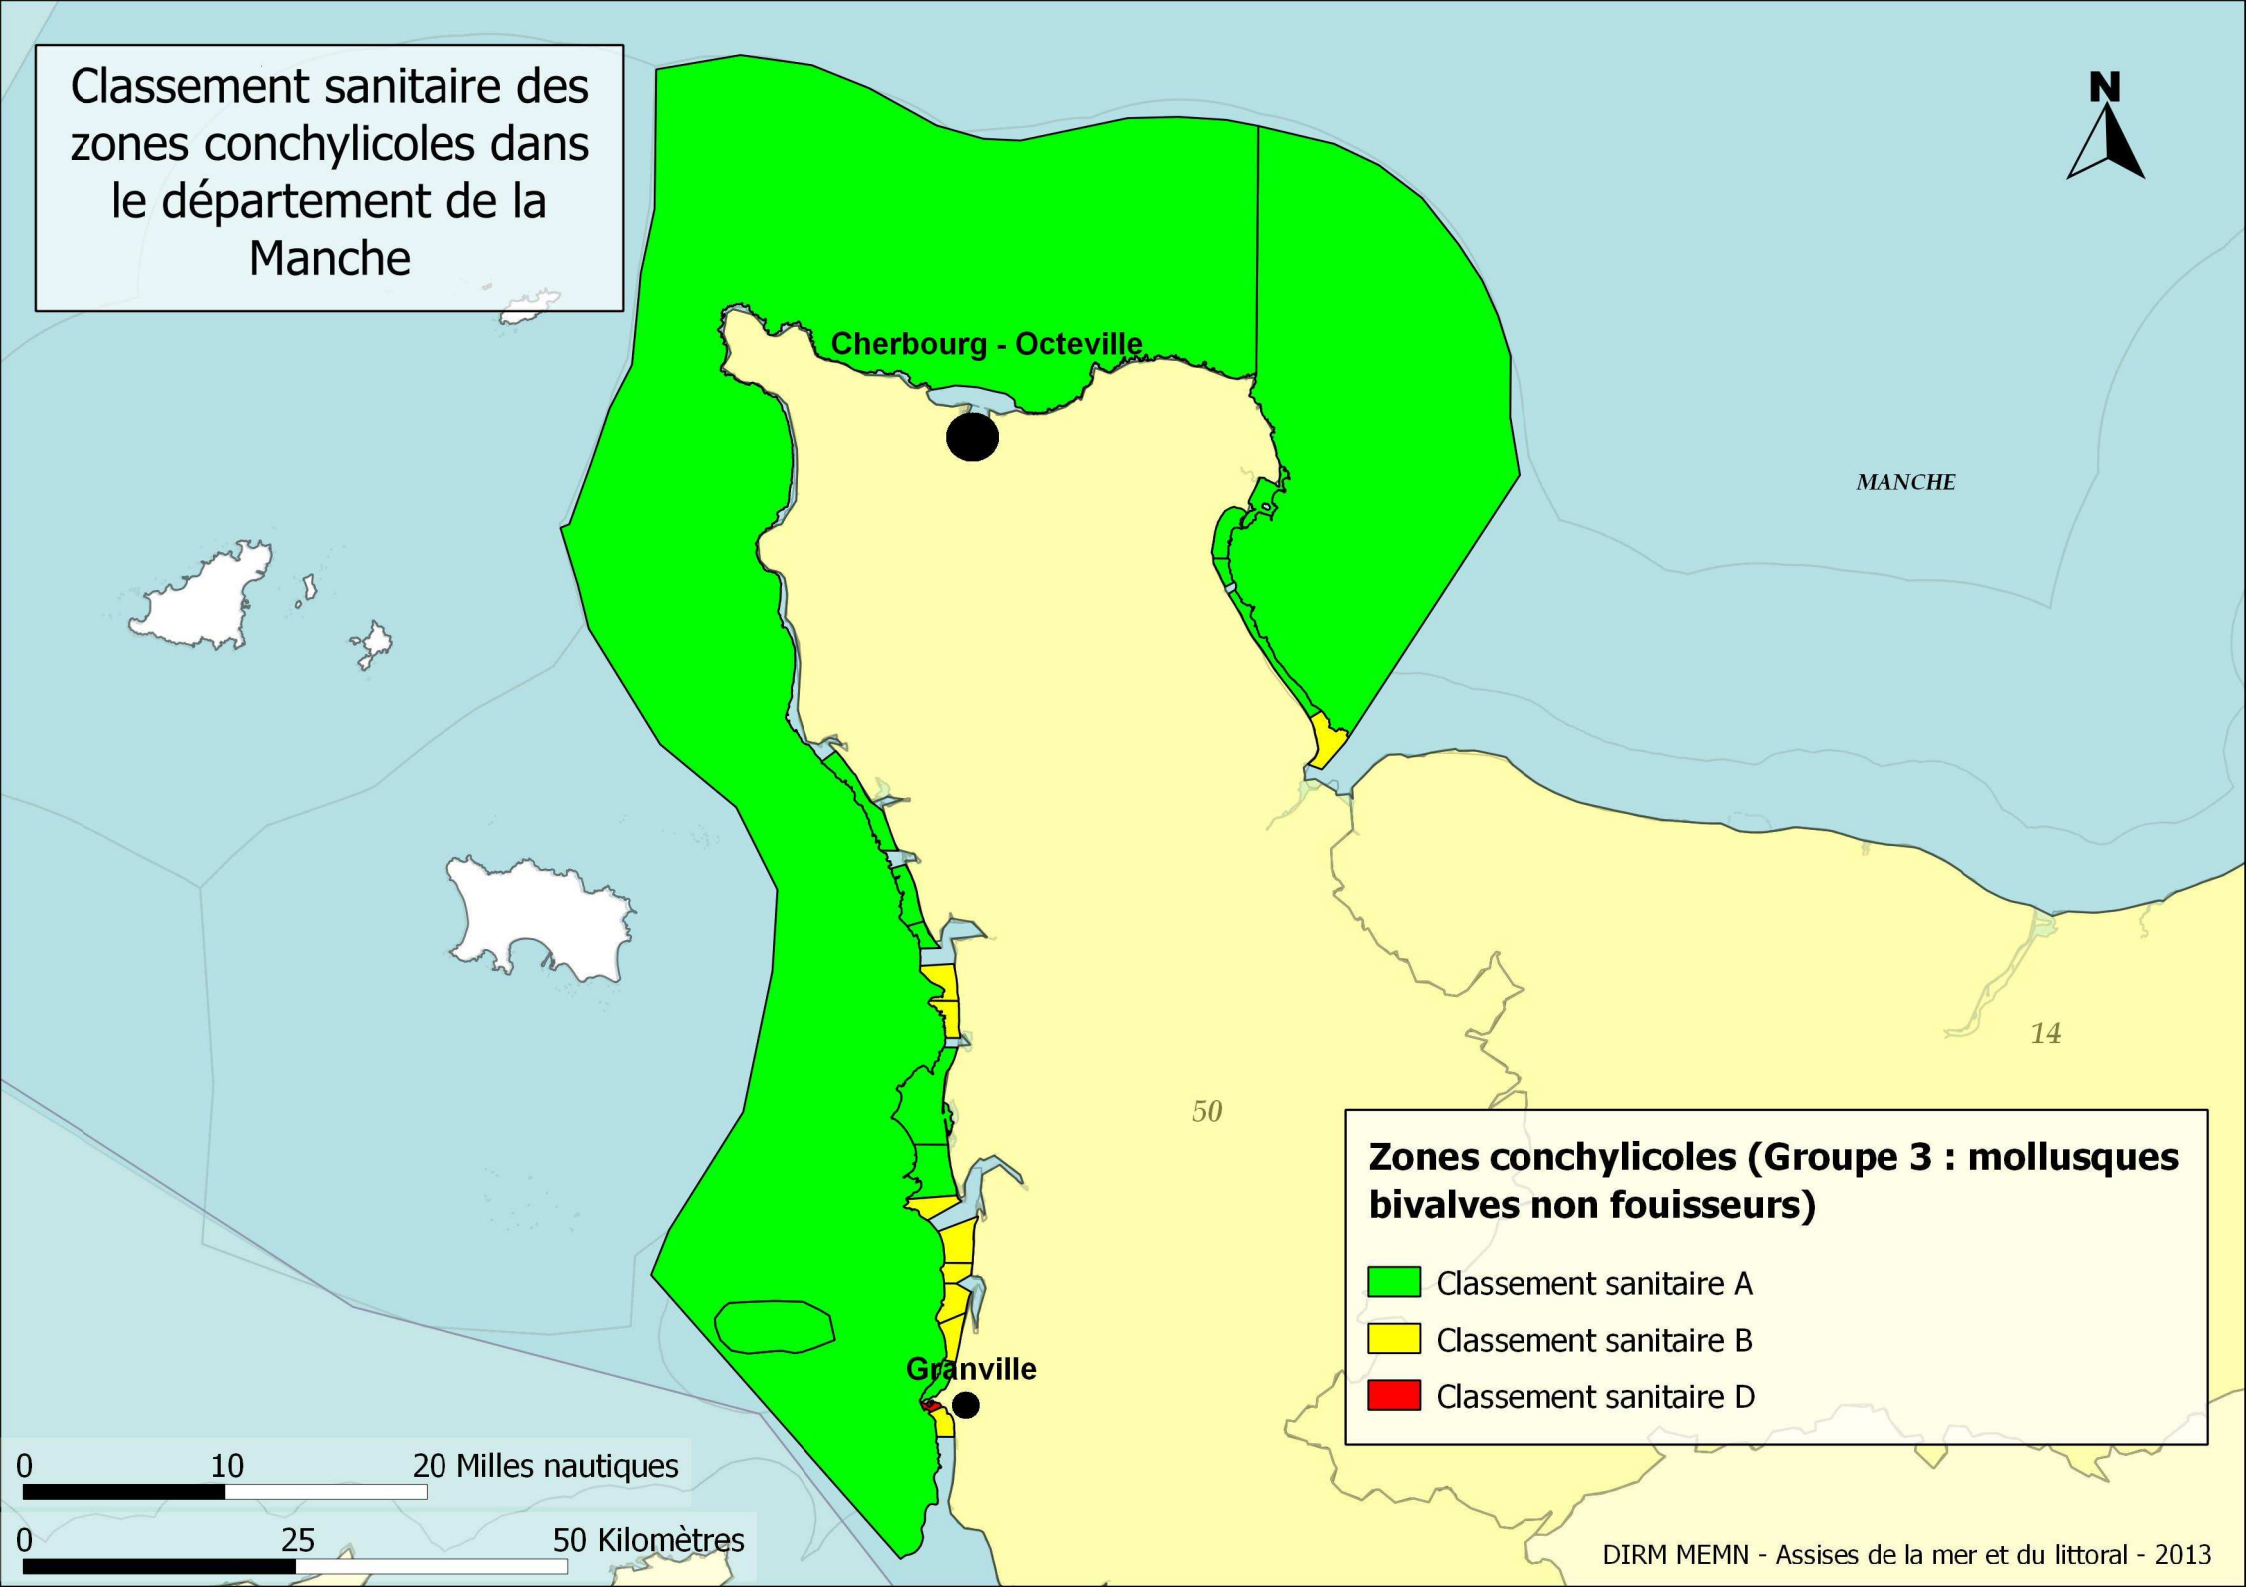 Classement sanitaire des
zones conchylicoles dans
le département de la
Manche
N
Cherbourg - Octeville
MANCHE
14
50
Zones conchylicoles (Groupe 3 : mollusques
bivalves non fouisseurs)
Classement sanitaire A
Classement sanitaire B
Classement sanitaire D
Granville
0 10 20 Milles nautiques
0 25 50 Kilomètres
DIRM MEMN - Assises de la mer et du littoral - 2013